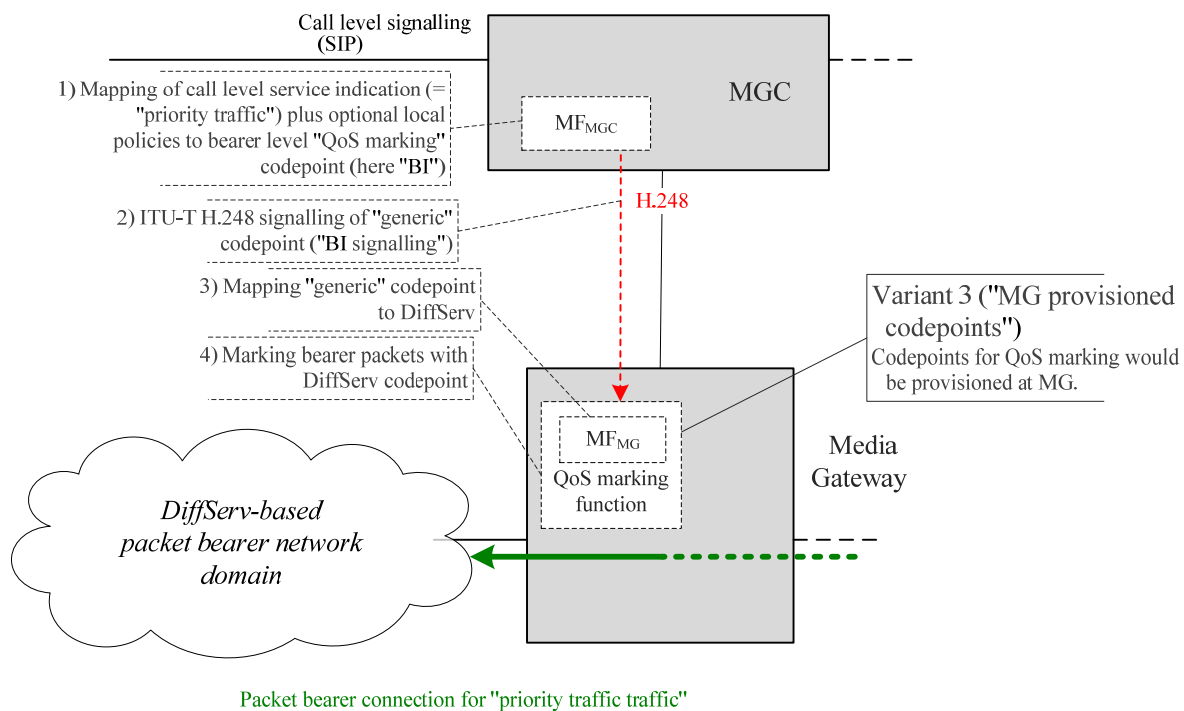 Call level signalling
(SIP)
1) Mapping of call level service indication (=
"priority traffic") plus optional local
policies to bearer level "QoS marking"
codepoint (here "BI")
MGC
MF_MGC
2) ITU-T H.248 signalling of "generic"
codepoint ("BI signalling")
H.248
3) Mapping "generic" codepoint
to DiffServ
4) Marking bearer packets with
DiffServ codepoint
Variant 3 ("MG provisioned
codepoints")
Codepoints for QoS marking would
be provisioned at MG.
MF_MG
QoS marking
function
Media
Gateway
DiffServ-based
packet bearer network
domain
Packet bearer connection for "priority traffic traffic"